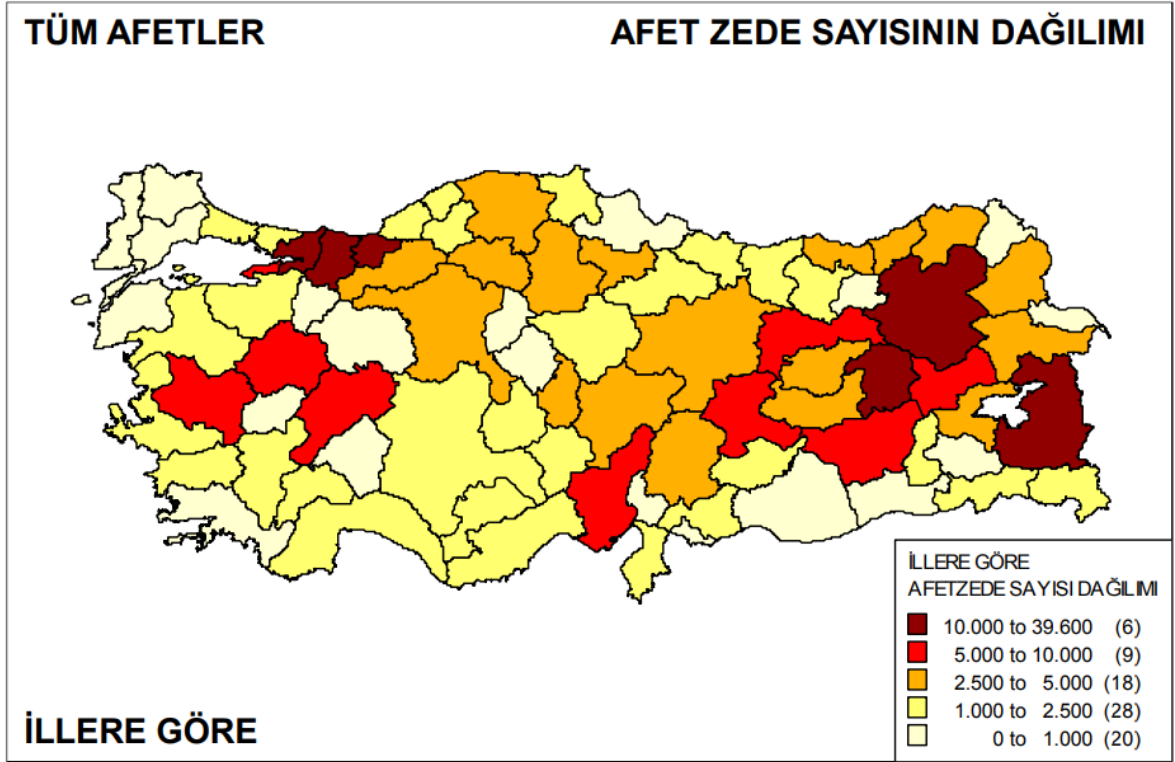 TÜM AFETLER
AFET ZEDE SAYISININ DAĞILIMI
İLLERE GÖRE
AFETZEDE SAYISI DAĞILIMI
10.000 to 39.600 (6)
5.000 to 10.000 (9)
2.500 to 5.000 (18)
1.000 to 2.500 (28)
0 to 1.000 (20)
İLLERE GÖRE